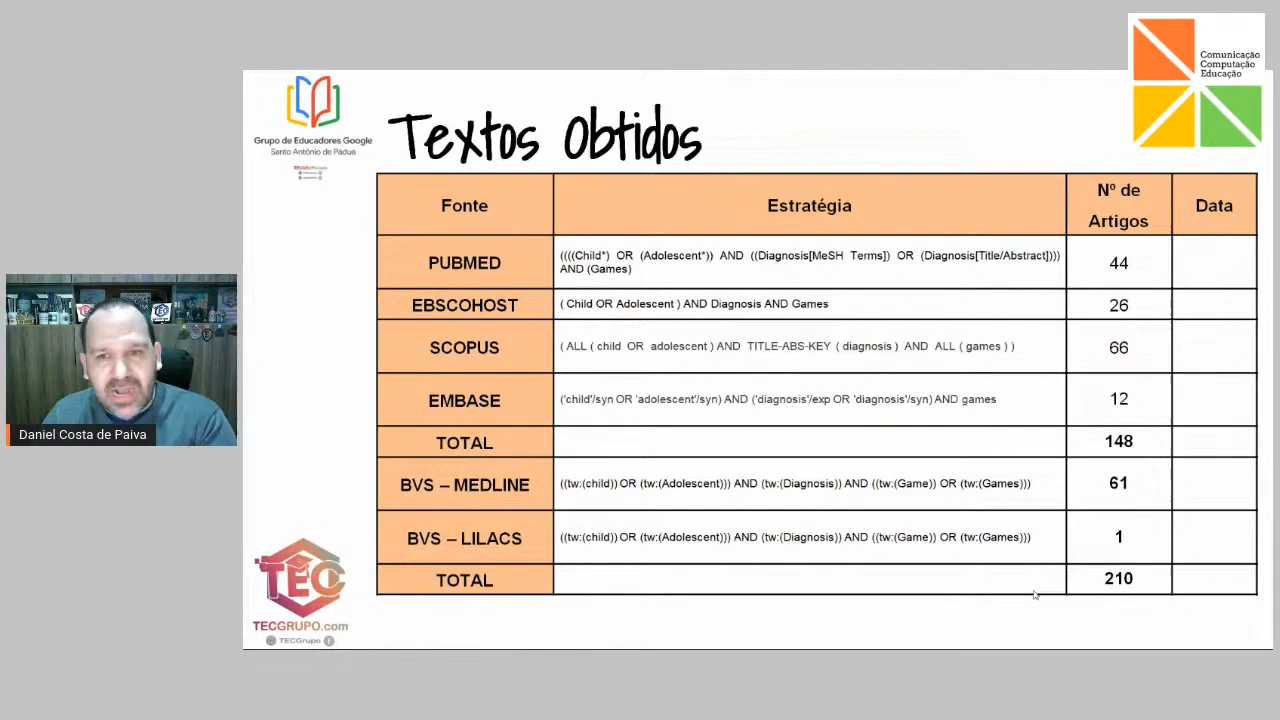 Comunicação
Computação
Educação
Grupo de Educadores Google
Santo Antônio de Pádua
TECGRUPO.com
Textos Obtidos
Fonte
Estratégia
Nº de
Artigos
Data
PUBMED
((((Child*) OR (Adolescent*)) AND ((Diagnosis[MeSH Terms]) OR (Diagnosis[Title/Abstract])))
AND (Games)
44
EBSCOHOST
( Child OR Adolescent ) AND Diagnosis AND Games
26
SCOPUS
( ALL ( child OR adolescent ) AND TITLE-ABS-KEY ( diagnosis ) AND ALL ( games ) )
66
EMBASE
('child'/syn OR 'adolescent'/syn) AND ('diagnosis'/exp OR 'diagnosis'/syn) AND games
12
TOTAL
148
BVS – MEDLINE
((tw:(child)) OR (tw:(Adolescent))) AND (tw:(Diagnosis)) AND ((tw:(Game)) OR (tw:(Games)))
61
BVS – LILACS
((tw:(child)) OR (tw:(Adolescent))) AND (tw:(Diagnosis)) AND ((tw:(Game)) OR (tw:(Games)))
1
TOTAL
210
Daniel Costa de Paiva
TEC
TECGRUPO.com
TECGrupo